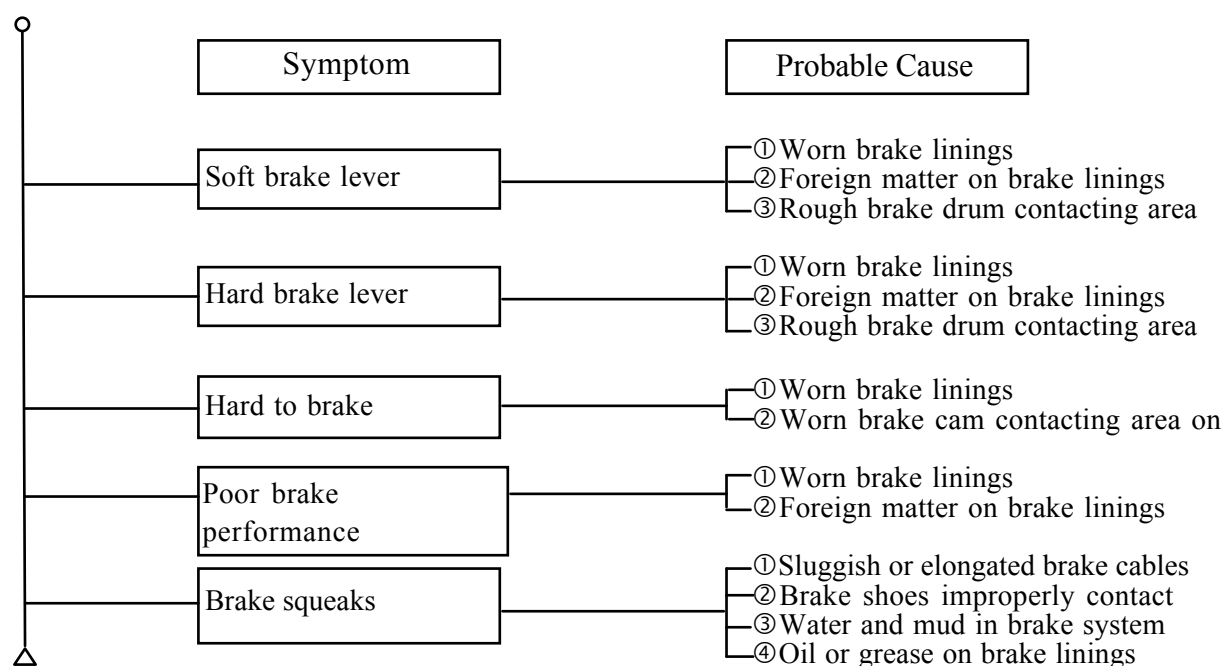 Symptom
Probable Cause
Soft brake lever
①Worn brake linings
②Foreign matter on brake linings
③Rough brake drum contacting area
Hard brake lever
①Worn brake linings
②Foreign matter on brake linings
③Rough brake drum contacting area
Hard to brake
①Worn brake linings
②Worn brake cam contacting area on
Poor brake
performance
①Worn brake linings
②Foreign matter on brake linings
Brake squeaks
①Sluggish or elongated brake cables
②Brake shoes improperly contact
③Water and mud in brake system
④Oil or grease on brake linings